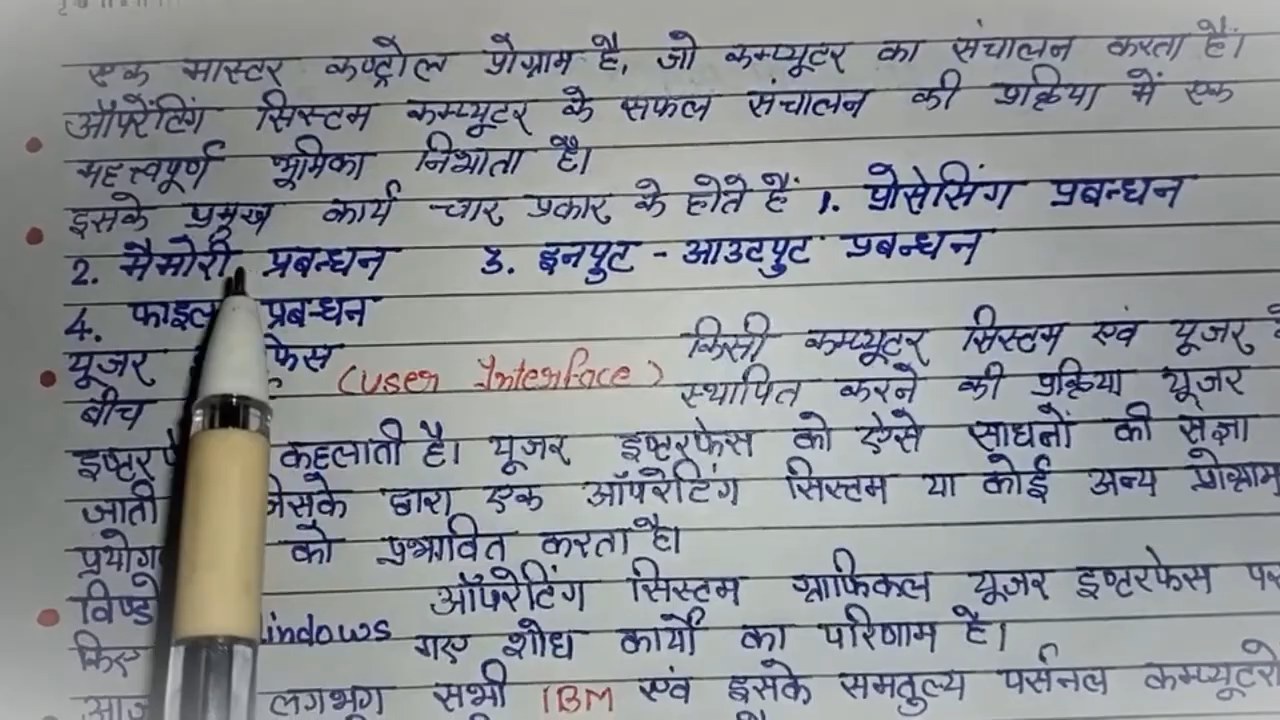 एक मास्टर कण्ट्रोल प्रोग्राम है, जो कम्प्यूटर का संचालन करता है।
ऑपरेटिंग सिस्टम कम्प्यूटर के सफल संचालन की प्रक्रिया में एक
महत्त्वपूर्ण भूमिका निभाता है।
इसके प्रमुख कार्य चार प्रकार के होते हैं 1. प्रोसेसिंग प्रबन्धन
2. मैमोरी प्रबन्धन 3. इनपुट - आउटपुट प्रबन्धन
4. फाइल प्रबन्धन
यूजर फेस (User Interface) किसी कम्प्यूटर सिस्टम एवं यूजर के
बीच स्थापित करने की प्रक्रिया यूजर
कहलाती है। यूजर इण्टरफेस को ऐसे साधनों की संज्ञा
जाती जिसके द्वारा एक ऑपरेटिंग सिस्टम या कोई अन्य प्रोग्राम
प्रयोग को प्रभावित करता है।
विण्डो ऑपरेटिंग सिस्टम ग्राफिकल यूजर इण्टरफेस पर
किए indows गए शोध कार्यों का परिणाम है।
आज लगभग सभी IBM एवं इसके समतुल्य पर्सनल कम्प्यूटरो